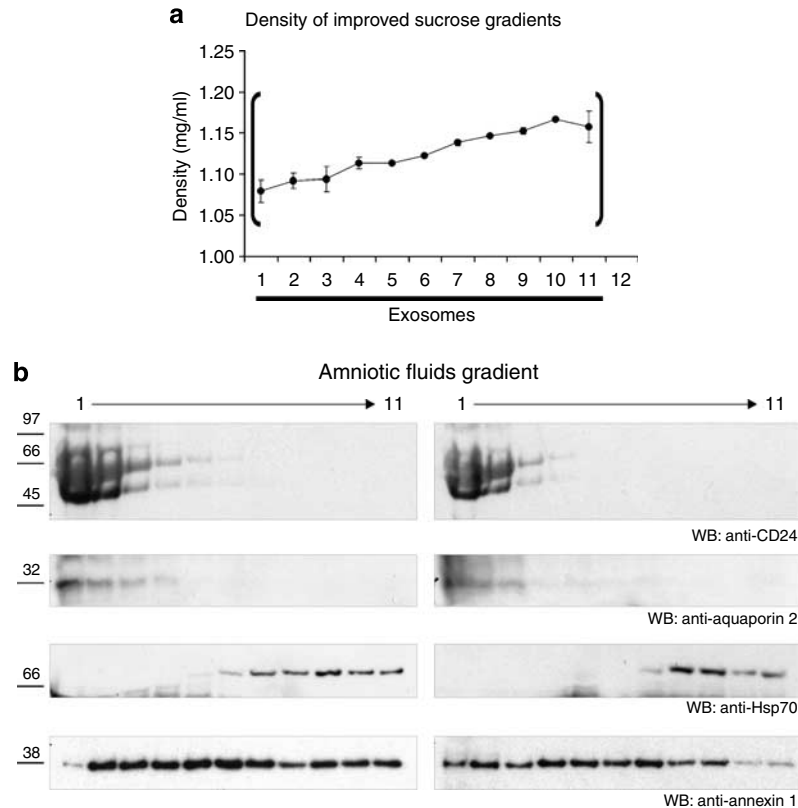 a
Density of improved sucrose gradients
1.25
1.20
1.15
1.10
1.05
1.00
Density (mg/ml)
1 2 3 4 5 6 7 8 9 10 11 12
Exosomes
b
Amniotic fluids gradient
1 11 1 11
97
66
45
WB: anti-CD24
32
WB: anti-aquaporin 2
66
WB: anti-Hsp70
38
WB: anti-annexin 1